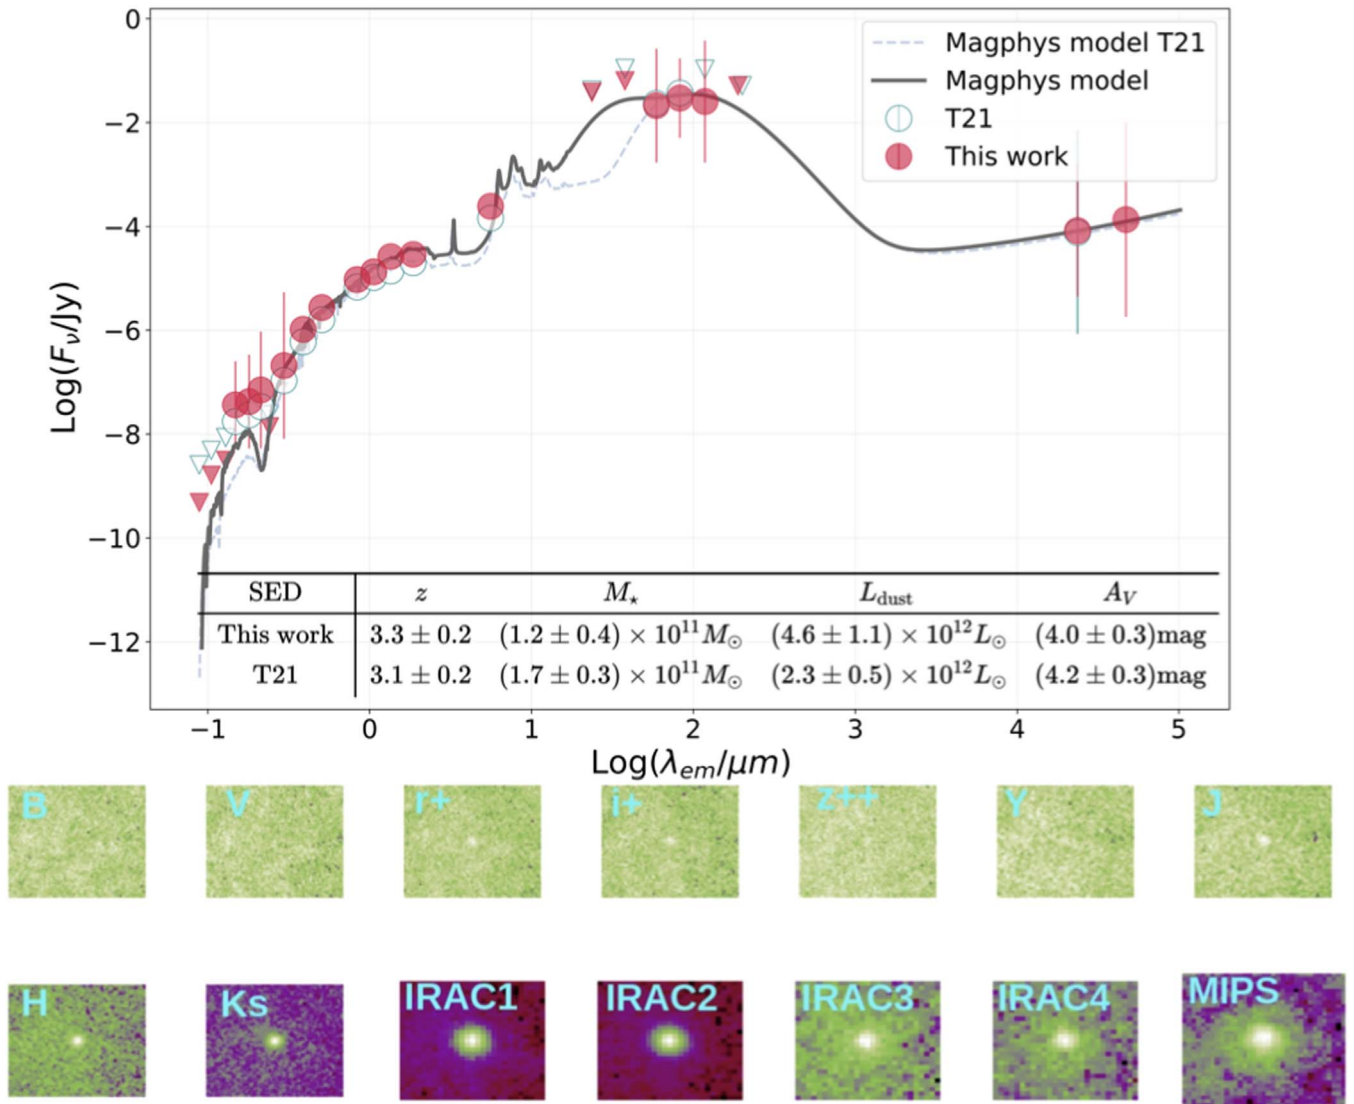 Magphys model T21
Magphys model
T21
This work
Log(Fν/Jy)
0
−2
−4
−6
−8
−10
−12
SED z M⋆ Ldust AV
This work 3.3 ± 0.2 (1.2 ± 0.4) × 10¹¹M⊙ (4.6 ± 1.1) × 10¹²L⊙ (4.0 ± 0.3)mag
T21 3.1 ± 0.2 (1.7 ± 0.3) × 10¹¹M⊙ (2.3 ± 0.5) × 10¹²L⊙ (4.2 ± 0.3)mag
−1 0 1 2 3 4 5
Log(λem/μm)
B V r+ i+ z++ Y J
H Ks IRAC1 IRAC2 IRAC3 IRAC4 MIPS